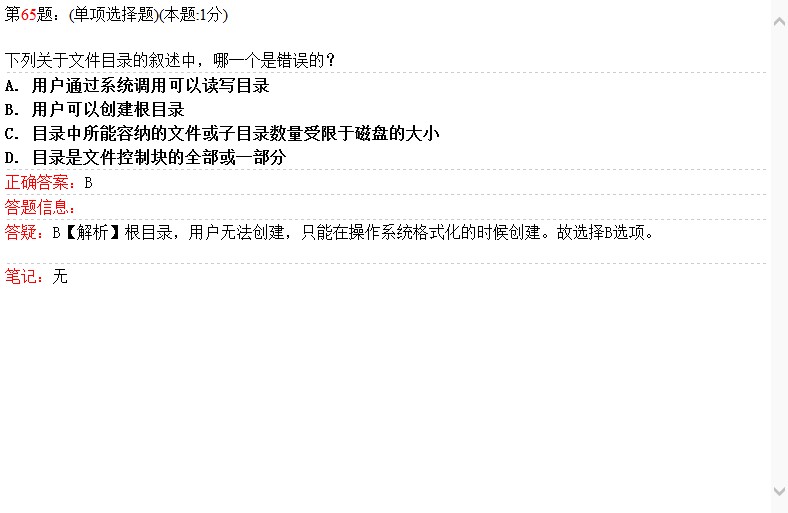 第65题：(单项选择题)(本题:1分)
下列关于文件目录的叙述中，哪一个是错误的？
A. 用户通过系统调用可以读写目录
B. 用户可以创建根目录
C. 目录中所能容纳的文件或子目录数量受限于磁盘的大小
D. 目录是文件控制块的全部或一部分
正确答案：B
答题信息：
答疑：B【解析】根目录，用户无法创建，只能在操作系统格式化的时候创建。故选择B选项。
笔记：无